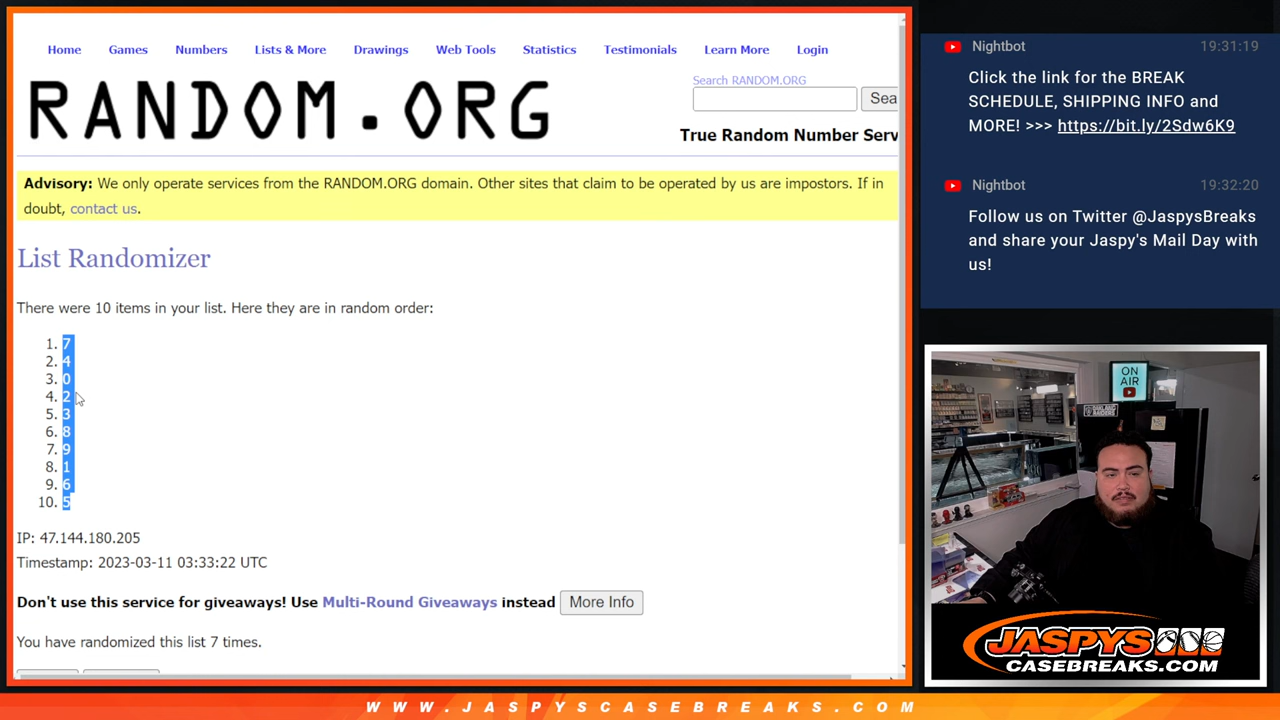 Home Games Numbers Lists & More Drawings Web Tools Statistics Testimonials Learn More Login
RANDOM.ORG
Search RANDOM.ORG
Sea
True Random Number Serv
Advisory: We only operate services from the RANDOM.ORG domain. Other sites that claim to be operated by us are impostors. If in
doubt, contact us.
List Randomizer
There were 10 items in your list. Here they are in random order:
1. 7
2. 4
3. 0
4. 2
5. 3
6. 8
7. 9
8. 1
9. 6
10. 5
IP: 47.144.180.205
Timestamp: 2023-03-11 03:33:22 UTC
Don't use this service for giveaways! Use Multi-Round Giveaways instead More Info
You have randomized this list 7 times.
Nightbot 19:31:19
Click the link for the BREAK
SCHEDULE, SHIPPING INFO and
MORE! >>> https://bit.ly/2Sdw6K9
Nightbot 19:32:20
Follow us on Twitter @JaspysBreaks
and share your Jaspy's Mail Day with
us!
ON
AIR
JASPYS
CASEBREAKS.COM
WWW.JASPYSCASEBREAKS.COM